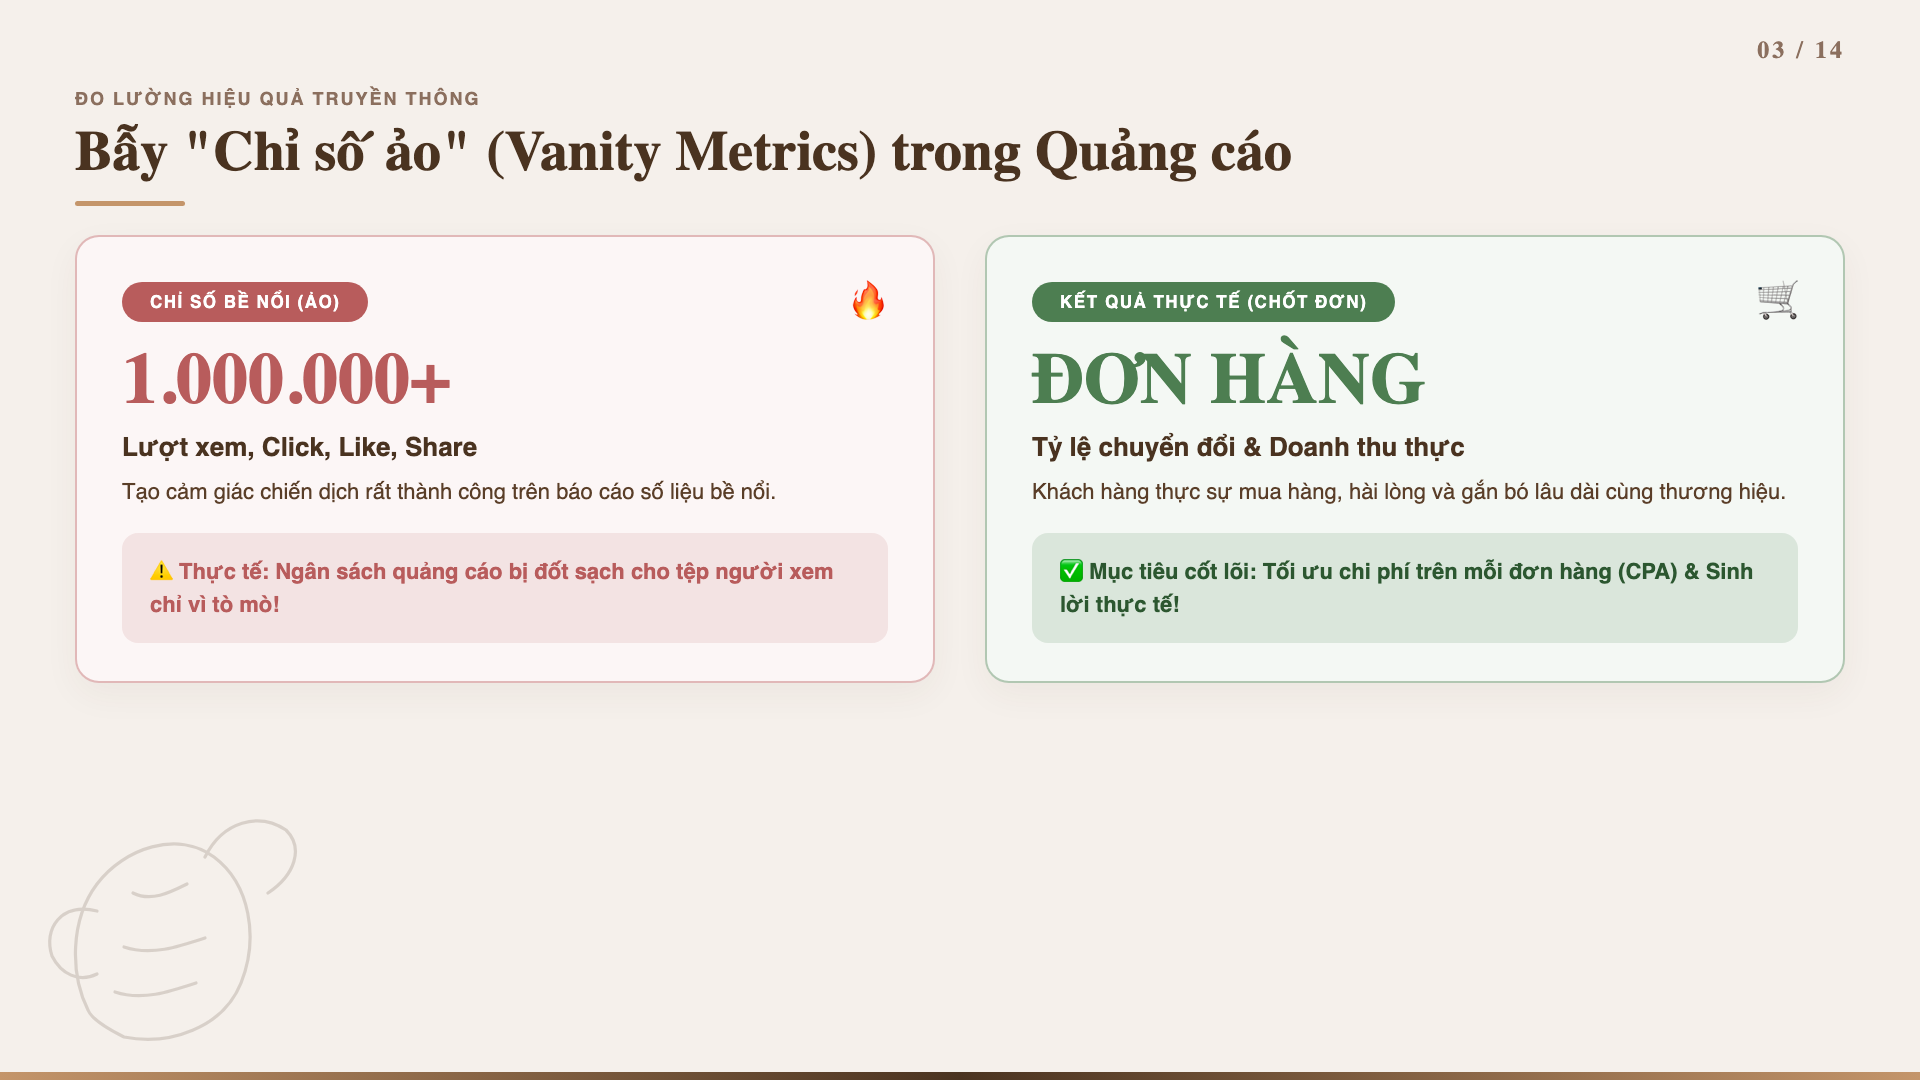 03 / 14
ĐO LƯỜNG HIỆU QUẢ TRUYỀN THÔNG
Bẫy "Chỉ số ảo" (Vanity Metrics) trong Quảng cáo
CHỈ SỐ BỀ NỔI (ẢO)
1.000.000+
Lượt xem, Click, Like, Share
Tạo cảm giác chiến dịch rất thành công trên báo cáo số liệu bề nổi.
⚠️ Thực tế: Ngân sách quảng cáo bị đốt sạch cho tệp người xem
chỉ vì tò mò!
KẾT QUẢ THỰC TẾ (CHỐT ĐƠN)
ĐƠN HÀNG
Tỷ lệ chuyển đổi & Doanh thu thực
Khách hàng thực sự mua hàng, hài lòng và gắn bó lâu dài cùng thương hiệu.
✅ Mục tiêu cốt lõi: Tối ưu chi phí trên mỗi đơn hàng (CPA) & Sinh
lời thực tế!